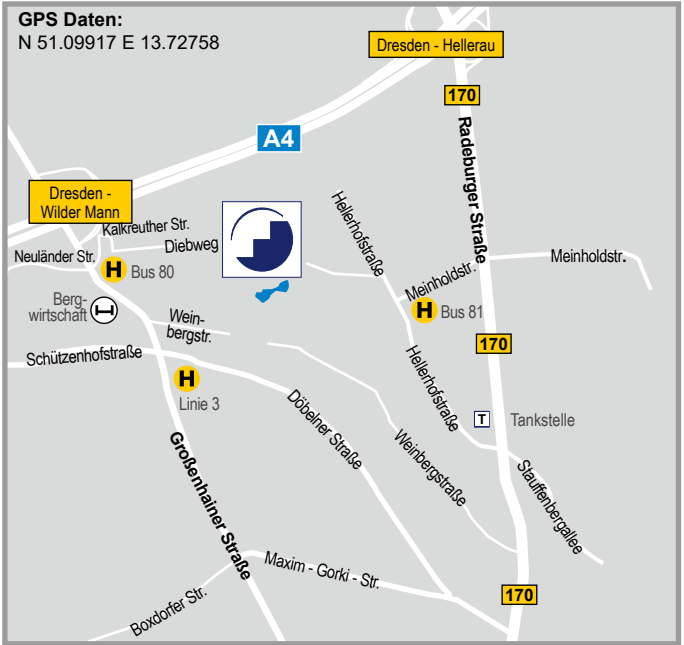 GPS Daten:
N 51.09917 E 13.72758
Dresden - Hellerau
170
A4
Radeburger Straße
Dresden -
Wilder Mann
Kalkreuther Str.
Diebweg
Neuländer Str.
H Bus 80
Hellerhofstraße
Meinholdstr.
Meinholdstr.
Berg-
wirtschaft
Wein-
bergstr.
H Bus 81
170
Schützenhofstraße
H
Linie 3
Döbelner Straße
Hellerhofstraße
T Tankstelle
Weinbergstraße
Stauffenbergallee
Großenhainer Straße
Maxim - Gorki - Str.
Boxdorfer Str.
170